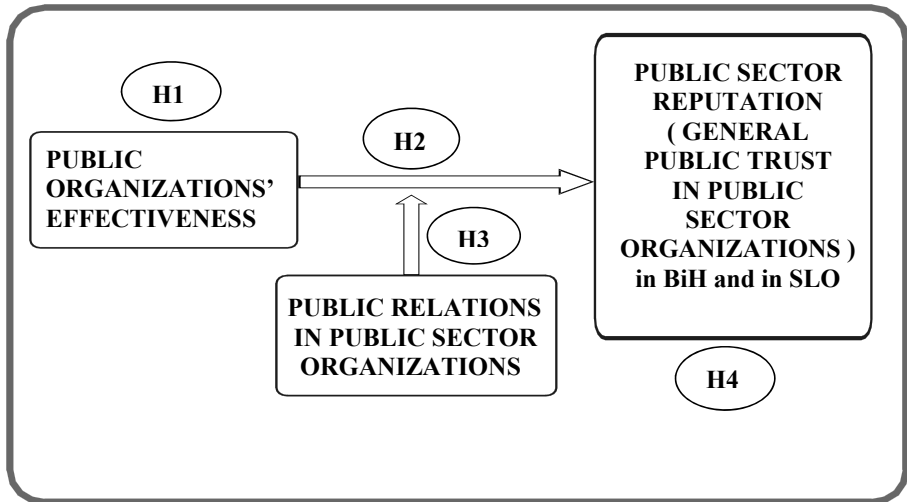 H1
PUBLIC
ORGANIZATIONS’
EFFECTIVENESS
H2
H3
PUBLIC RELATIONS
IN PUBLIC SECTOR
ORGANIZATIONS
PUBLIC SECTOR
REPUTATION
( GENERAL
PUBLIC TRUST
IN PUBLIC
SECTOR
ORGANIZATIONS )
in BiH and in SLO
H4